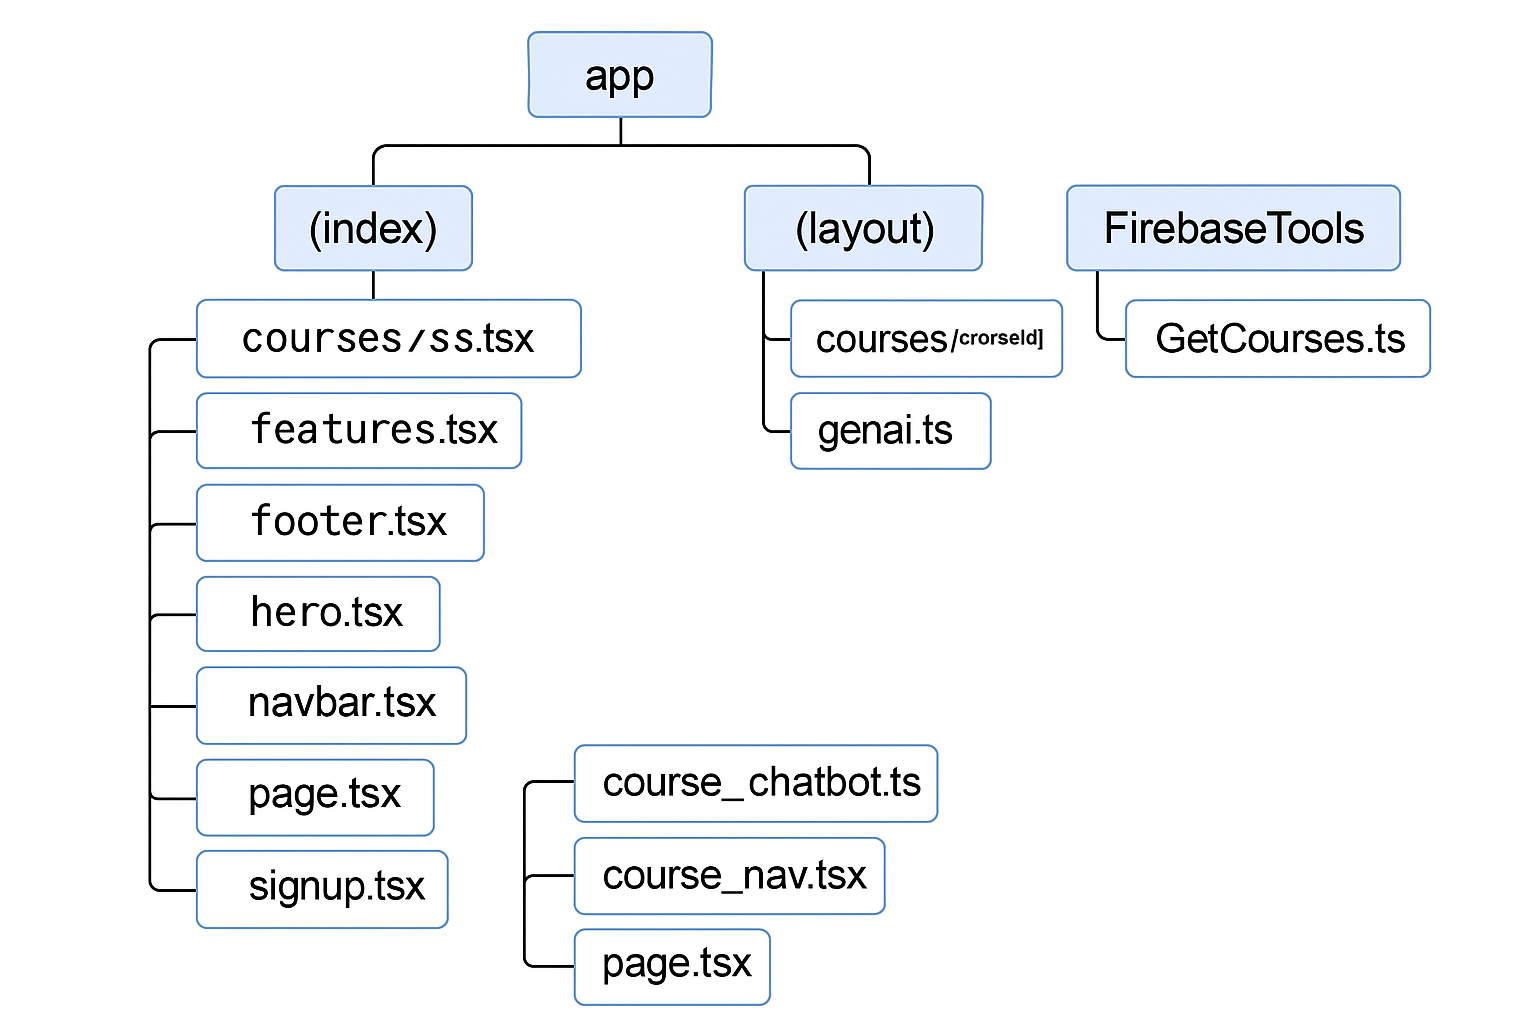 app
(index)
(layout)
FirebaseTools
courses/ss.tsx
features.tsx
footer.tsx
hero.tsx
navbar.tsx
page.tsx
signup.tsx
courses/crorseld]
genai.ts
GetCourses.ts
course_chatbot.ts
course_nav.tsx
page.tsx